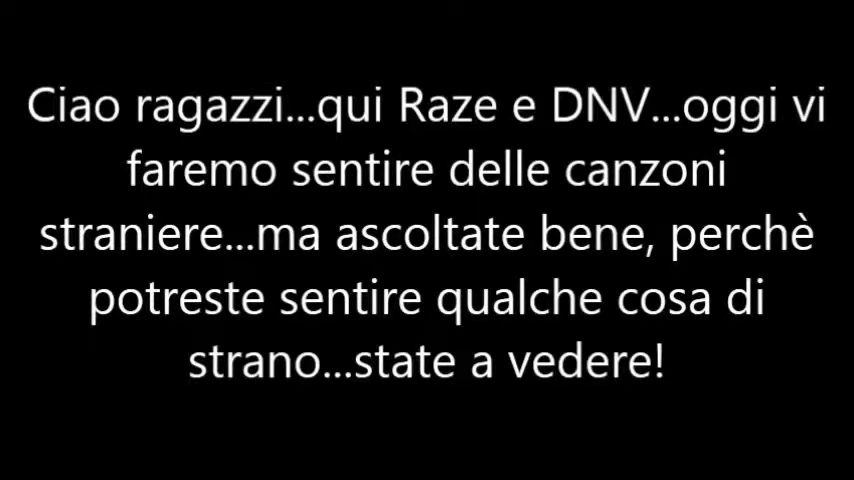 Ciao ragazzi...qui Raze e DNV...oggi vi
faremo sentire delle canzoni
straniere...ma ascoltate bene, perchè
potreste sentire qualche cosa di
strano...state a vedere!